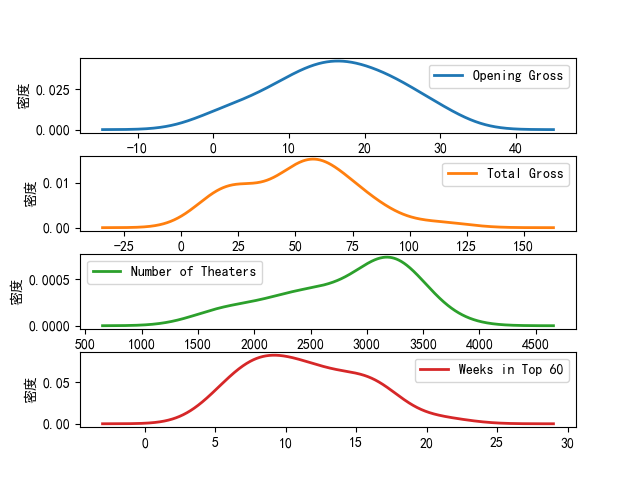 密度
0.025
0.000
Opening Gross
−10 0 10 20 30 40
密度
0.01
0.00
Total Gross
−25 0 25 50 75 100 125 150
密度
0.0005
0.0000
Number of Theaters
500 1000 1500 2000 2500 3000 3500 4000 4500
密度
0.05
0.00
Weeks in Top 60
0 5 10 15 20 25 30